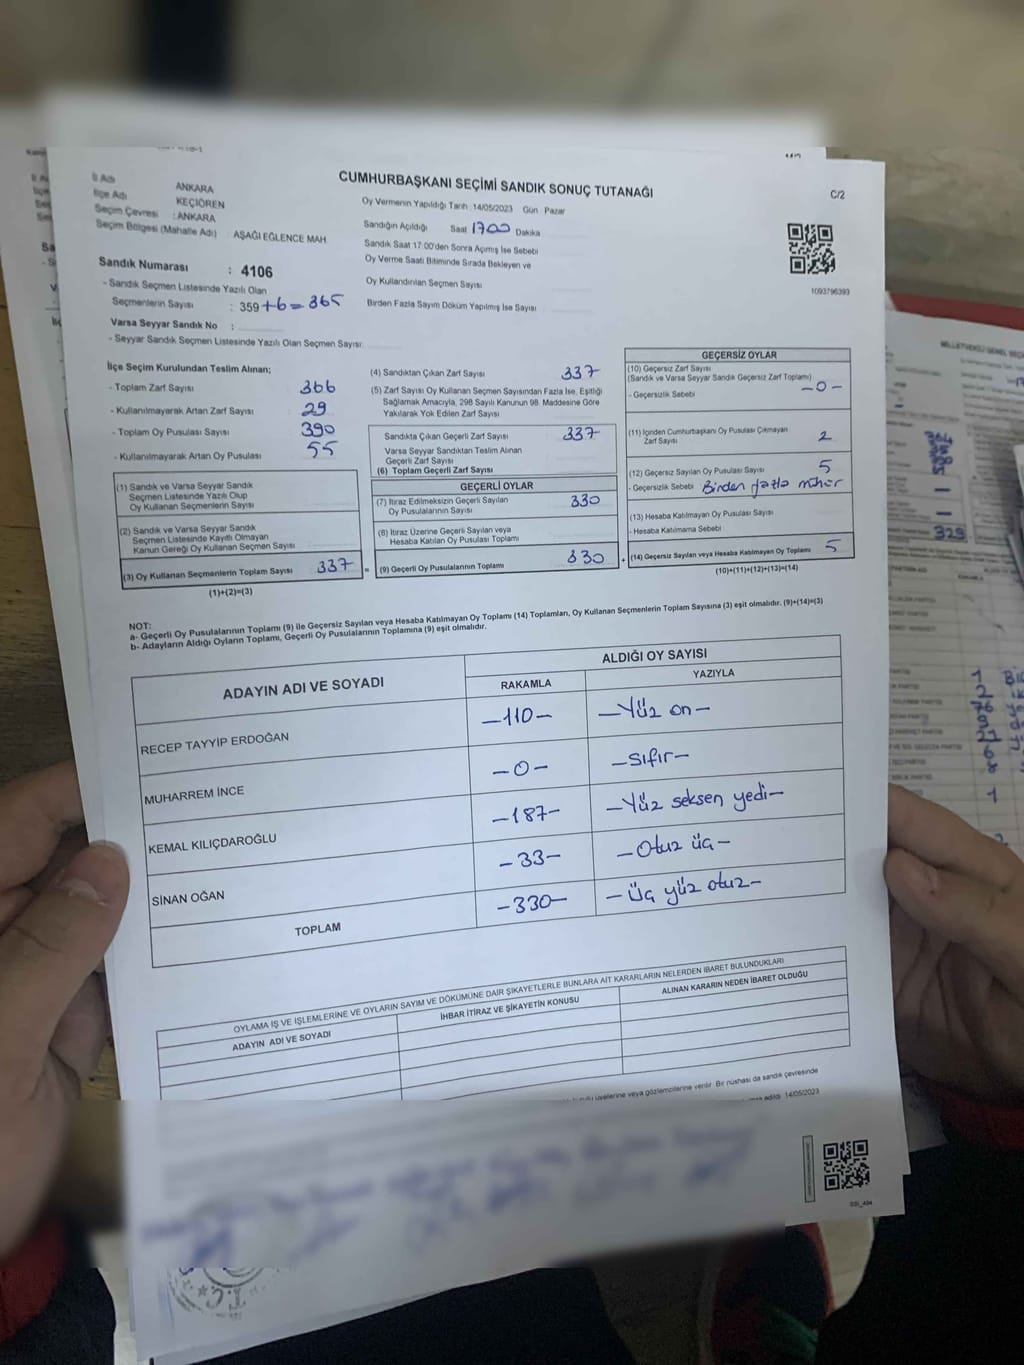 CUMHURBAŞKANI SEÇİMİ SANDIK SONUÇ TUTANAĞI
C/2
İl Adı ANKARA
İlçe Adı KEÇİÖREN
Seçim Çevresi : ANKARA
Seçim Bölgesi (Mahalle Adı) : AŞAĞI EĞLENCE MAH.
Sandık Numarası : 4106
- Sandık Seçmen Listesinde Yazılı Olan
Seçmenlerin Sayısı : 359 +6= 365
Varsa Seyyar Sandık No :
- Seyyar Sandık Seçmen Listesinde Yazılı Olan Seçmen Sayısı:
Oy Vermenin Yapıldığı Tarih : 14/05/2023 Gün Pazar
Sandığın Açıldığı Saat 1700 Dakika
Sandık Saat 17.00'den Sonra Açımış İse Sebebi
Oy Verme Saati Bitiminde Sırada Bekleyen ve
Oy Kullandırılan Seçmen Sayısı
Birden Fazla Sayım Döküm Yapılmış İse Sayısı
1093796393
İlçe Seçim Kurulundan Teslim Alınan;
- Toplam Zarf Sayısı 366
- Kullanılmayarak Artan Zarf Sayısı 29
- Toplam Oy Pusulası Sayısı 390
- Kullanılmayarak Artan Oy Pusulası 55
(1) Sandık ve Varsa Seyyar Sandık
Seçmen Listesinde Yazılı Olup
Oy Kullanan Seçmenlerin Sayısı
(2) Sandık ve Varsa Seyyar Sandık
Seçmen Listesinde Kayıtlı Olmayan
Kanun Gereği Oy Kullanan Seçmen Sayısı
(3) Oy Kullanan Seçmenlerin Toplam Sayısı 337
(1)+(2)=(3)
(4) Sandıktan Çıkan Zarf Sayısı 337
(5) Zarf Sayısı Oy Kullanan Seçmen Sayısından Fazla İse, Eşitliği
Sağlamak Amacıyla, 298 Sayılı Kanunun 98. Maddesine Göre
Yakılarak Yok Edilen Zarf Sayısı
Sandıkta Çıkan Geçerli Zarf Sayısı 337
Varsa Seyyar Sandıktan Teslim Alınan
Geçerli Zarf Sayısı
(6) Toplam Geçerli Zarf Sayısı
GEÇERLİ OYLAR
(7) İtiraz Edilmeksizin Geçerli Sayılan
Oy Pusulalarının Sayısı 330
(8) İtiraz Üzerine Geçerli Sayılan veya
Hesaba Katılan Oy Pusulası Toplamı
= (9) Geçerli Oy Pusulalarının Toplamı 330
GEÇERSİZ OYLAR
(10) Geçersiz Zarf Sayısı
(Sandık ve Varsa Seyyar Sandık Geçersiz Zarf Toplamı) -0-
- Geçersizlik Sebebi
(11) İçinden Cumhurbaşkanı Oy Pusulası Çıkmayan
Zarf Sayısı 2
(12) Geçersiz Sayılan Oy Pusulası Sayısı 5
- Geçersizlik Sebebi Birden fazla mühür
(13) Hesaba Katılmayan Oy Pusulası Sayısı
- Hesaba Katılmama Sebebi
+ (14) Geçersiz Sayılan veya Hesaba Katılmayan Oy Toplamı 5
(10)+(11)+(12)+(13)=(14)
NOT:
a- Geçerli Oy Pusulalarının Toplamı (9) ile Geçersiz Sayılan veya Hesaba Katılmayan Oy Toplamı (14) Toplamları, Oy Kullanan Seçmenlerin Toplam Sayısına (3) eşit olmalıdır. (9)+(14)=(3)
b- Adayların Aldığı Oyların Toplamı, Geçerli Oy Pusulalarının Toplamına (9) eşit olmalıdır.
ADAYIN ADI VE SOYADI
ALDIĞI OY SAYISI
RAKAMLA YAZIYLA
RECEP TAYYİP ERDOĞAN -110- -Yüz on-
MUHARREM İNCE -0- -sıfır-
KEMAL KILIÇDAROĞLU -187- -Yüz seksen yedi-
SİNAN OĞAN -33- -Otuz üç-
TOPLAM -330- -Üç yüz otuz-
OYLAMA İŞ VE İŞLEMLERİNE VE OYLARIN SAYIM VE DÖKÜMÜNE DAİR ŞİKAYETLERLE BUNLARA AİT KARARLARIN NELERDEN İBARET BULUNDUKLARI
ADAYIN ADI VE SOYADI
İHBAR İTİRAZ VE ŞİKAYETİN KONUSU
ALINAN KARARIN NEDEN İBARET OLDUĞU
üyelerine veya gözlemcilerine verilir. Bir nüshası da sandık çevresinde
edildi. 14/05/2023
T.C.
MİLLETVEKİLİ GENEL
364
329